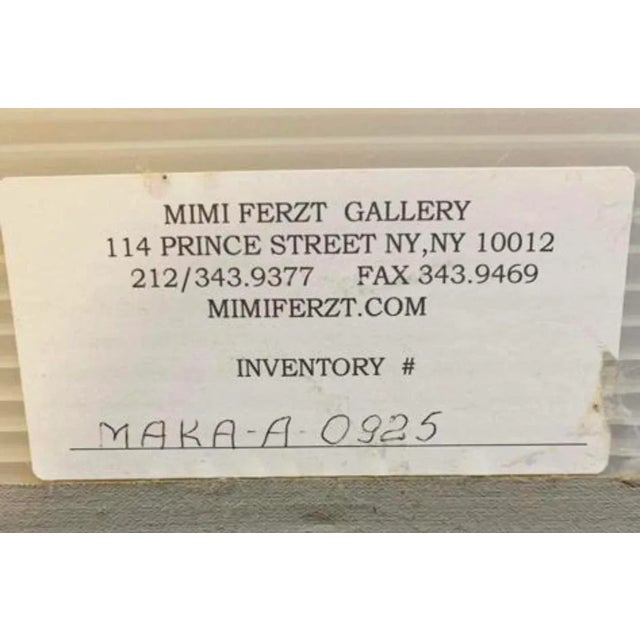 MIMI FERZT GALLERY
114 PRINCE STREET NY,NY 10012
212/343.9377 FAX 343.9469
MIMIFERZT.COM
INVENTORY #
MAKA-A-0925